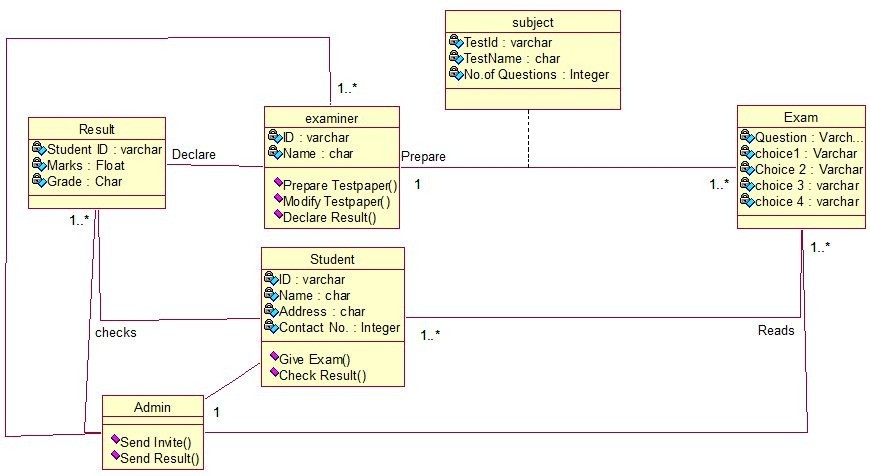 subject
TestId : varchar
TestName : char
No.of Questions : Integer
1..*
Result
Student ID : varchar
Marks : Float
Grade : Char
Declare
examiner
ID : varchar
Name : char
Prepare Testpaper()
Modify Testpaper()
Declare Result()
Prepare
1
1..*
Exam
Question : Varch...
choice1 : Varchar
Choice 2 : Varchar
choice 3 : varchar
choice 4 : varchar
1..*
1..*
Student
ID : varchar
Name : char
Address : char
Contact No. : Integer
Give Exam()
Check Result()
1..*
Reads
checks
Admin
Send Invite()
Send Result()
1